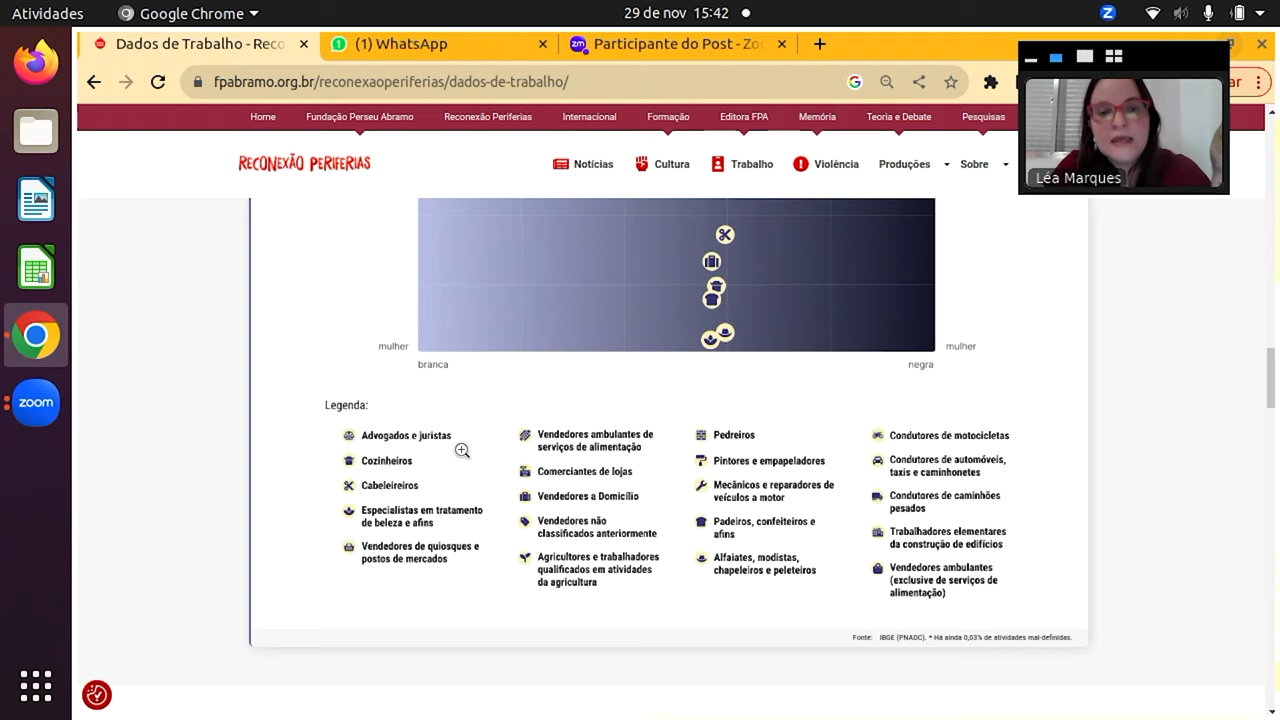 Atividades
Google Chrome
29 de nov 15:42
Dados de Trabalho - Reco
(1) WhatsApp
Participante do Post - Zoo
fpabramo.org.br/reconexaoperiferias/dados-de-trabalho/
Home
Fundação Perseu Abramo
Reconexão Periferias
Internacional
Formação
Editora FPA
Memória
Teoria e Debate
Pesquisas
RECONEXÃO PERIFERIAS
Notícias
Cultura
Trabalho
Violência
Produções
Sobre
Léa Marques
mulher
mulher
branca
negra
Legenda:
Advogados e juristas
Cozinheiros
Cabeleireiros
Especialistas em tratamento
de beleza e afins
Vendedores de quiosques e
postos de mercados
Vendedores ambulantes de
serviços de alimentação
Comerciantes de lojas
Vendedores a Domicílio
Vendedores não
classificados anteriormente
Agricultores e trabalhadores
qualificados em atividades
da agricultura
Pedreiros
Pintores e empapeladores
Mecânicos e reparadores de
veículos a motor
Padeiros, confeiteiros e
afins
Alfaiates, modistas,
chapeleiros e peleteiros
Condutores de motocicletas
Condutores de automóveis,
taxis e caminhonetes
Condutores de caminhões
pesados
Trabalhadores elementares
da construção de edifícios
Vendedores ambulantes
(exclusive de serviços de
alimentação)
Fonte: IBGE (PNADC). * Há ainda 0,03% de atividades mal-definidas.
zoom